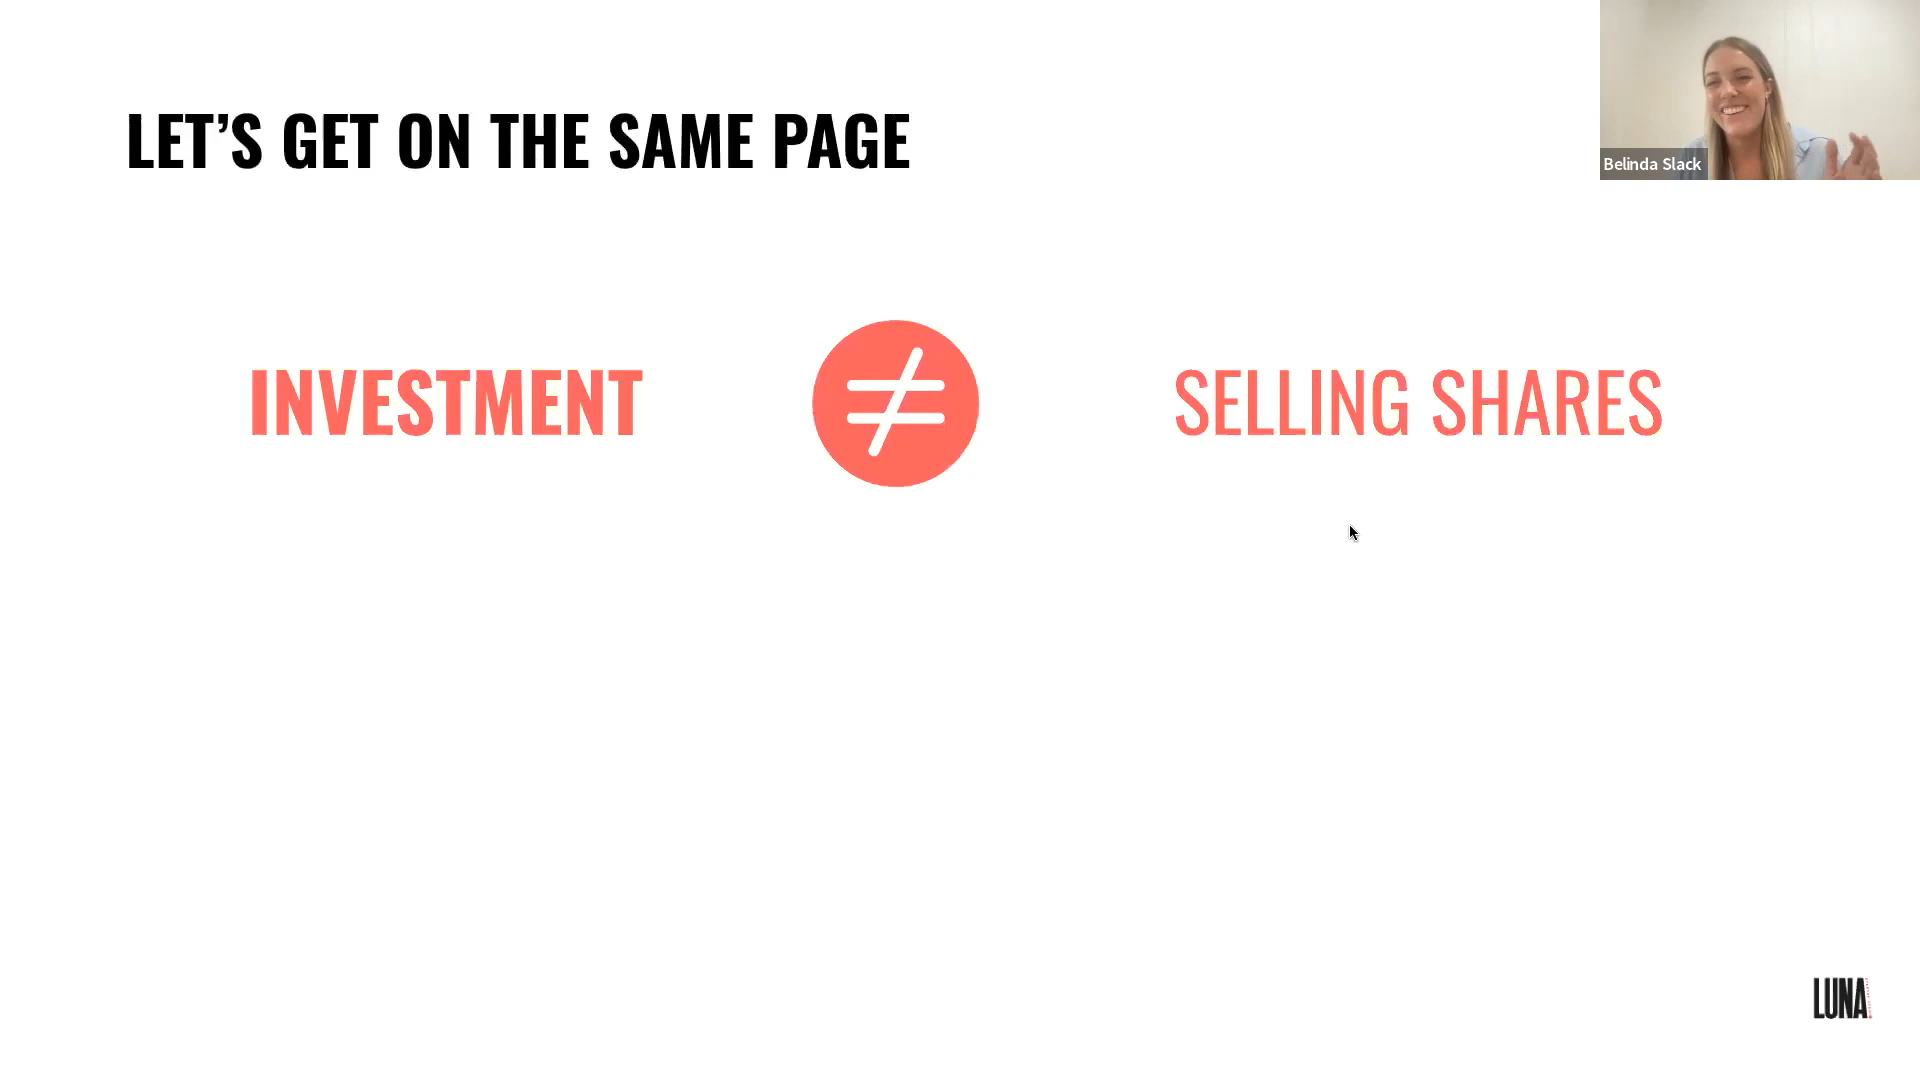 LET’S GET ON THE SAME PAGE
Belinda Slack
INVESTMENT
≠
SELLING SHARES
LUNA